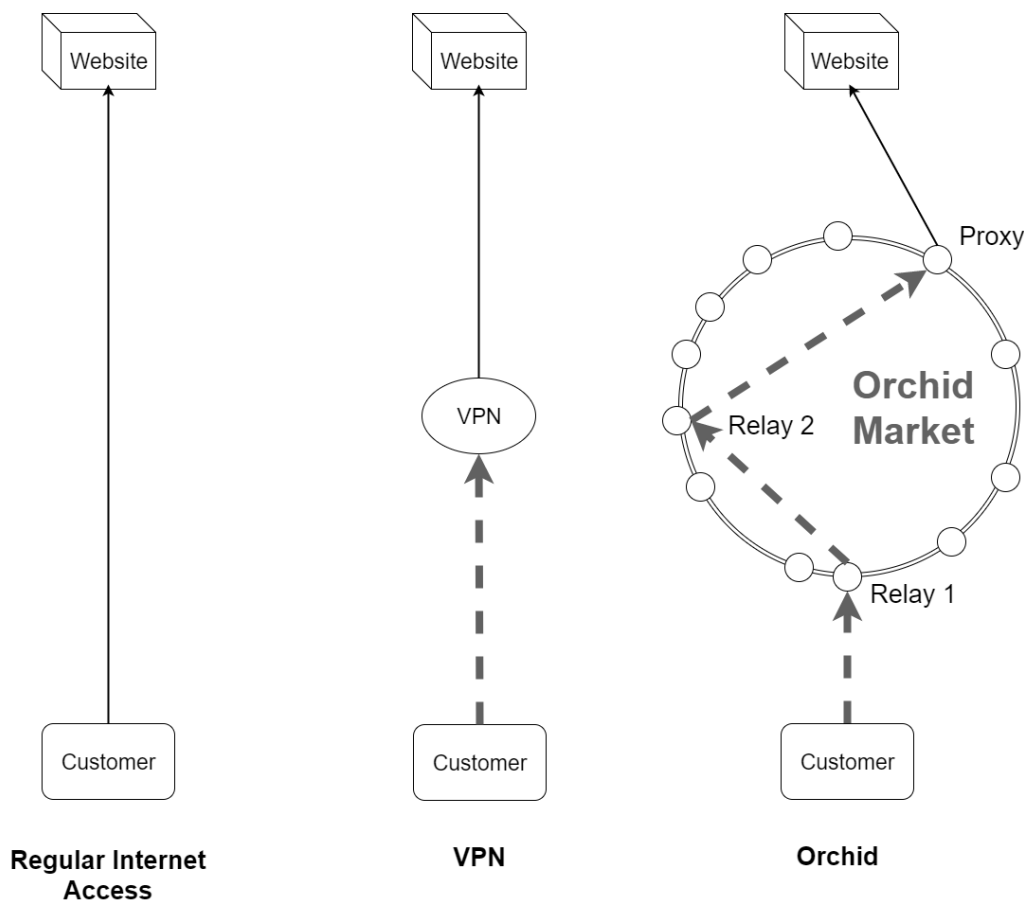 Website
Website
Website
Proxy
Orchid
Market
VPN
Relay 2
Relay 1
Customer
Customer
Customer
Regular Internet
Access
VPN
Orchid